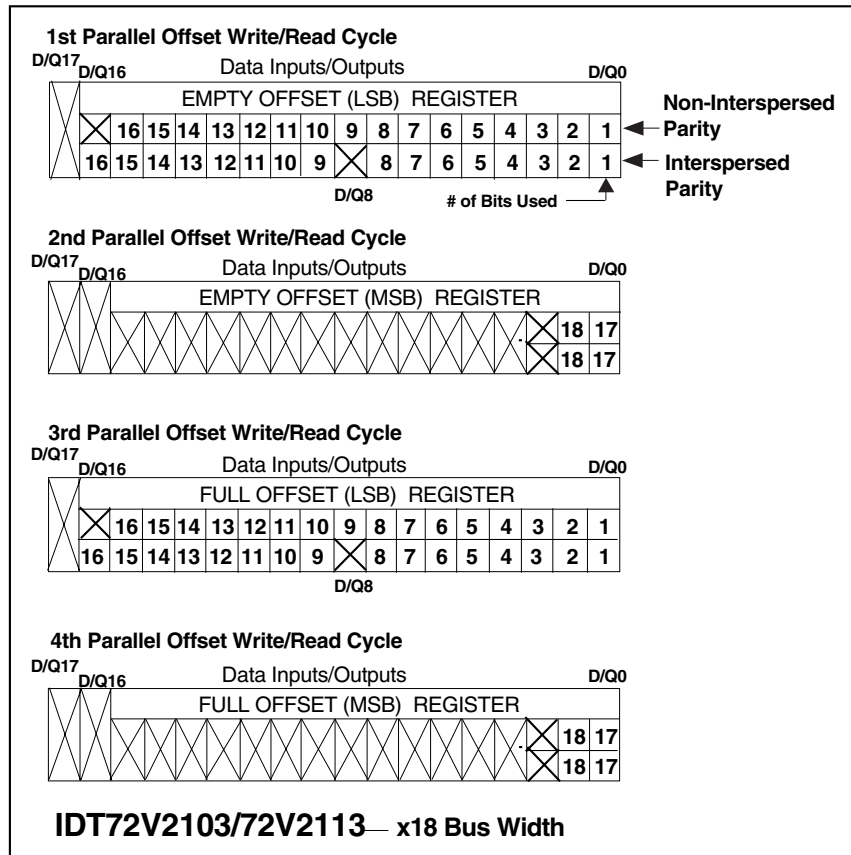 1st Parallel Offset Write/Read Cycle
D/Q17 D/Q16 Data Inputs/Outputs D/Q0
EMPTY OFFSET (LSB) REGISTER
16 15 14 13 12 11 10 9 8 7 6 5 4 3 2 1 Non-Interspersed Parity
16 15 14 13 12 11 10 9 8 7 6 5 4 3 2 1 Interspersed Parity
D/Q8 # of Bits Used
2nd Parallel Offset Write/Read Cycle
D/Q17 D/Q16 Data Inputs/Outputs D/Q0
EMPTY OFFSET (MSB) REGISTER
18 17
18 17
3rd Parallel Offset Write/Read Cycle
D/Q17 D/Q16 Data Inputs/Outputs D/Q0
FULL OFFSET (LSB) REGISTER
16 15 14 13 12 11 10 9 8 7 6 5 4 3 2 1
16 15 14 13 12 11 10 9 8 7 6 5 4 3 2 1
D/Q8
4th Parallel Offset Write/Read Cycle
D/Q17 D/Q16 Data Inputs/Outputs D/Q0
FULL OFFSET (MSB) REGISTER
18 17
18 17
IDT72V2103/72V2113— x18 Bus Width